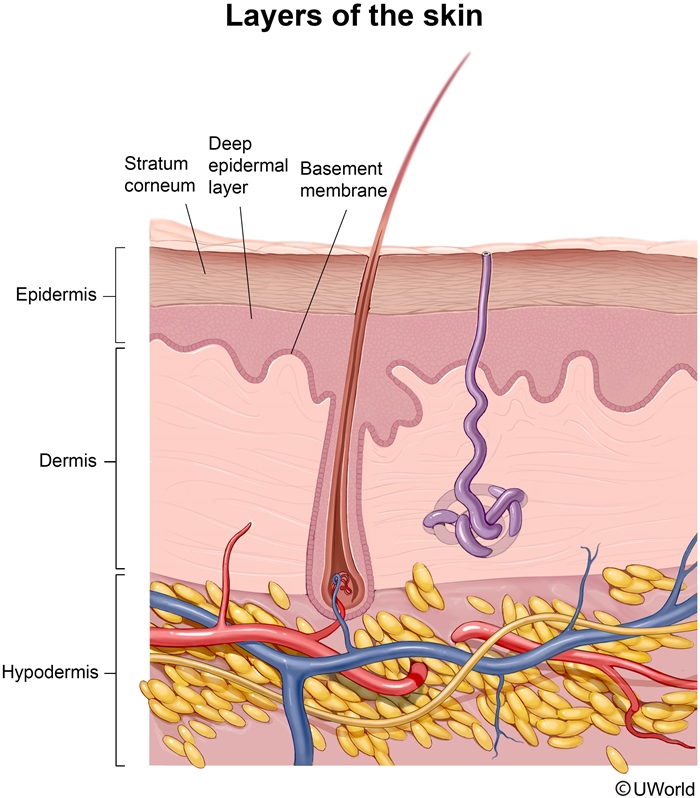 Layers of the skin
Deep
epidermal
layer
Stratum
corneum
Basement
membrane
Epidermis
Dermis
Hypodermis
©UWorld